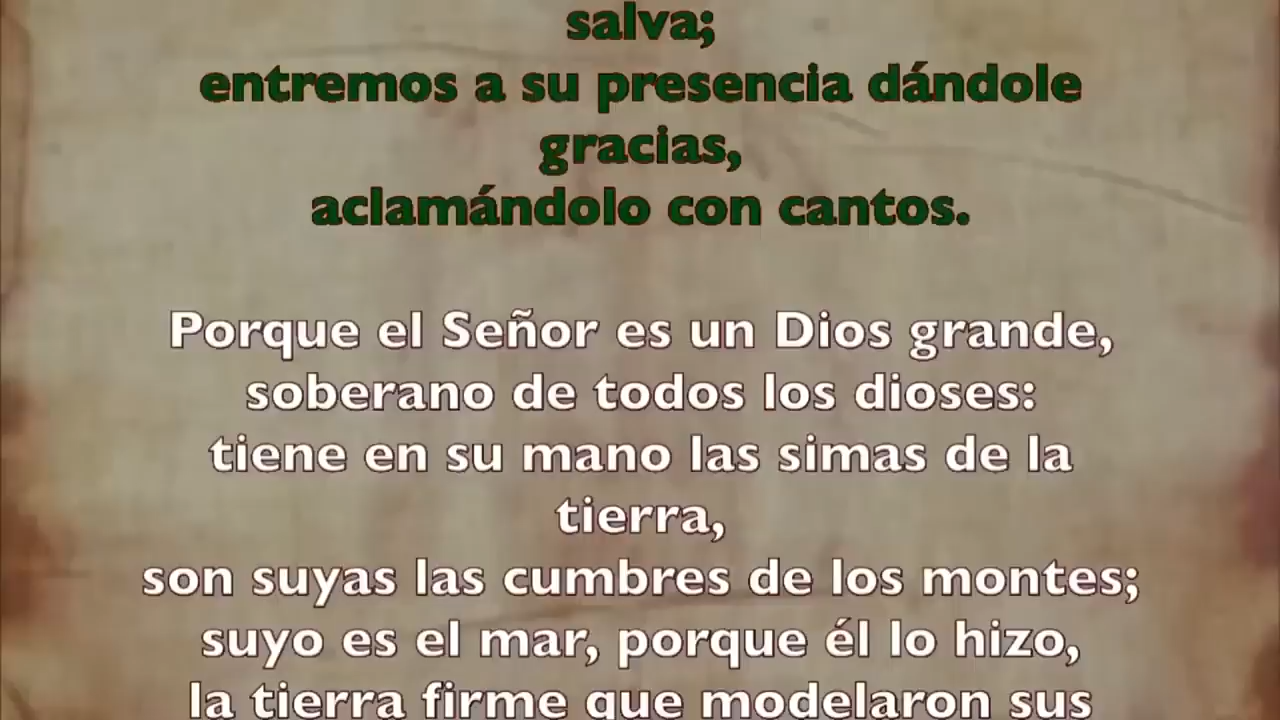 salva;
entremos a su presencia dándole
gracias,
aclamándolo con cantos.
Porque el Señor es un Dios grande,
soberano de todos los dioses:
tiene en su mano las simas de la
tierra,
son suyas las cumbres de los montes;
suyo es el mar, porque él lo hizo,
la tierra firme que modelaron sus